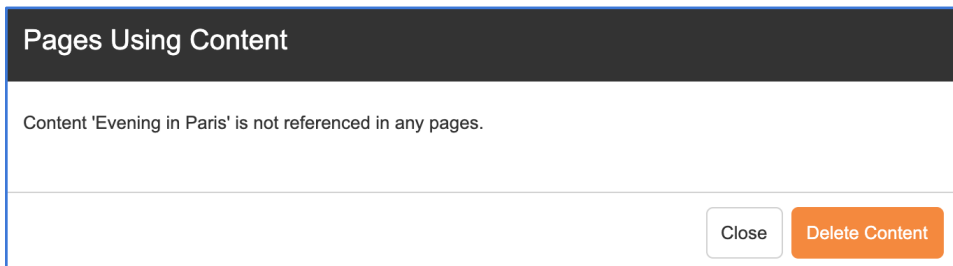 Pages Using Content
Content 'Evening in Paris' is not referenced in any pages.
Close
Delete Content